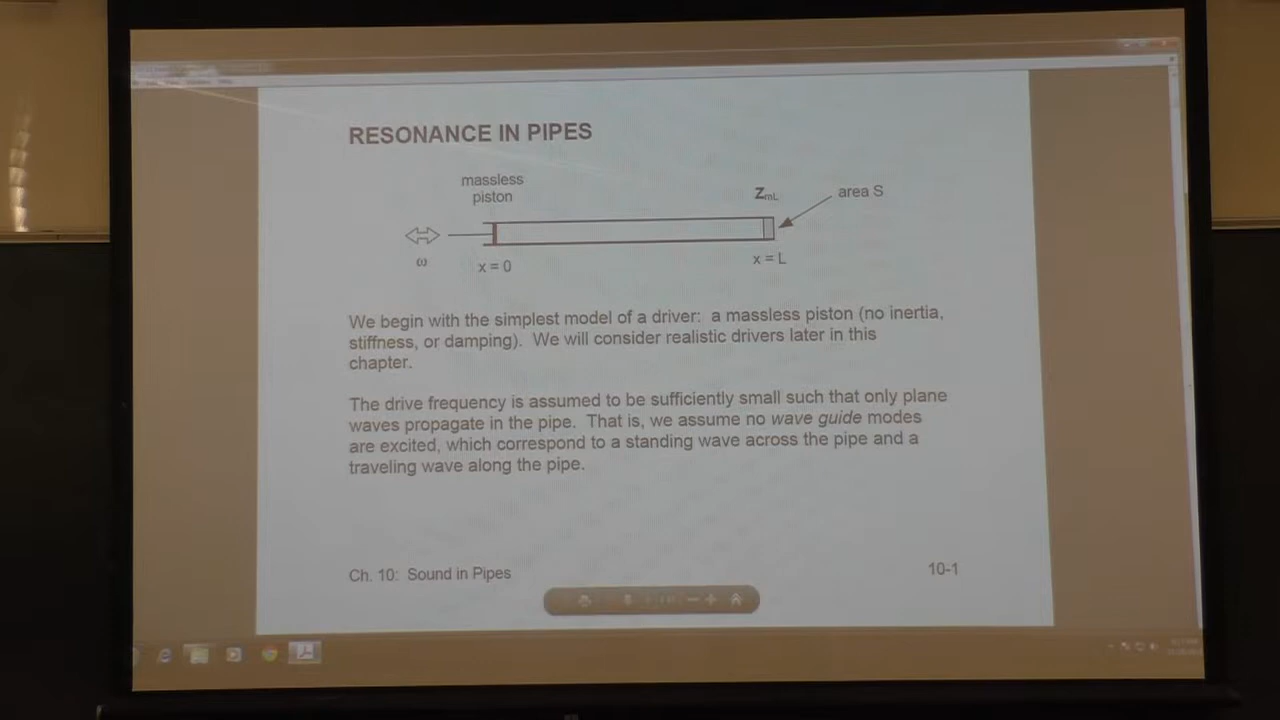 RESONANCE IN PIPES
massless
piston
ZmL
area S
ω
x = 0
x = L
We begin with the simplest model of a driver: a massless piston (no inertia,
stiffness, or damping). We will consider realistic drivers later in this
chapter.
The drive frequency is assumed to be sufficiently small such that only plane
waves propagate in the pipe. That is, we assume no wave guide modes
are excited, which correspond to a standing wave across the pipe and a
traveling wave along the pipe.
Ch. 10: Sound in Pipes
10-1